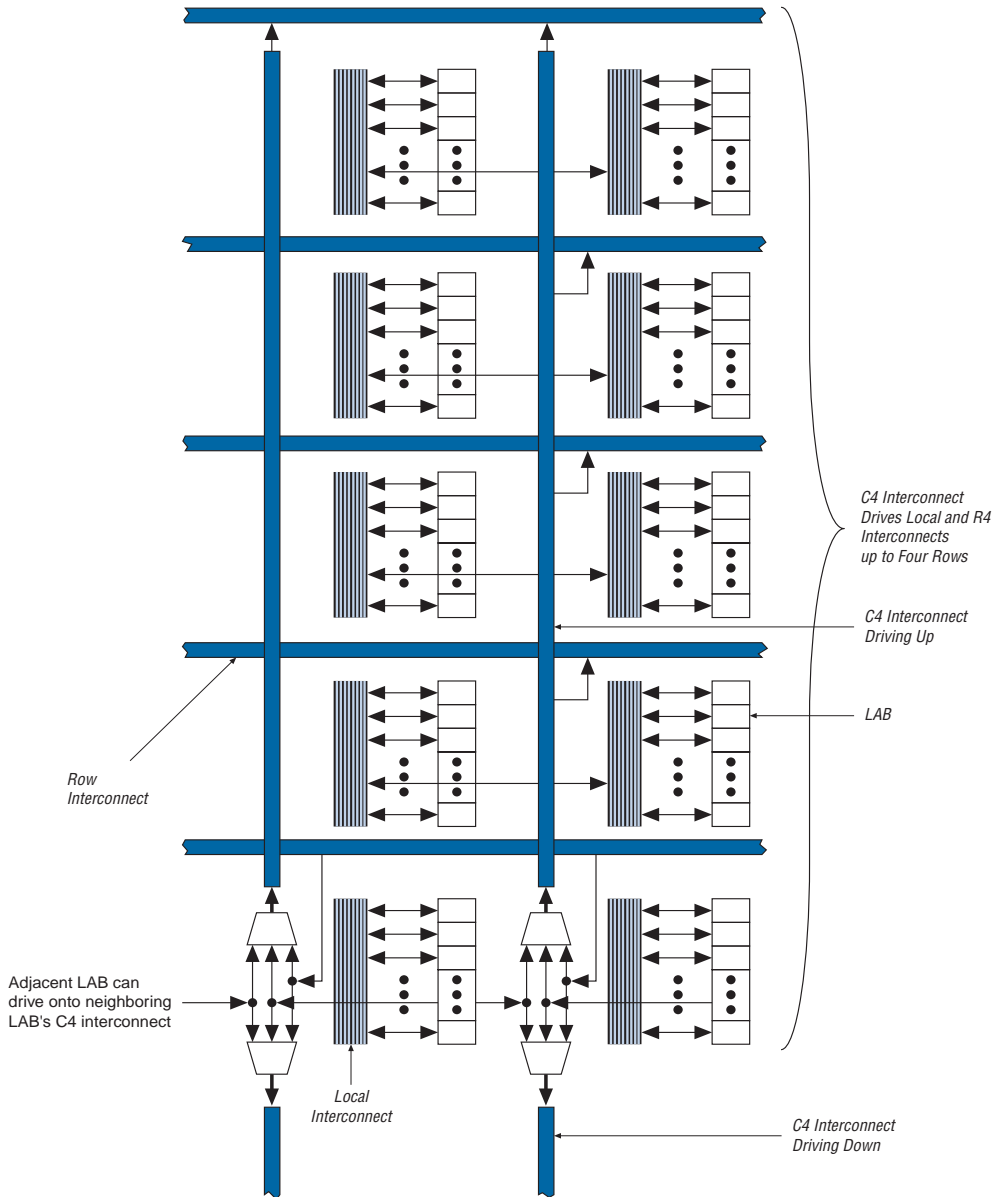 C4 Interconnect
Drives Local and R4
Interconnects
up to Four Rows
C4 Interconnect
Driving Up
LAB
Row
Interconnect
Adjacent LAB can
drive onto neighboring
LAB's C4 interconnect
Local
Interconnect
C4 Interconnect
Driving Down